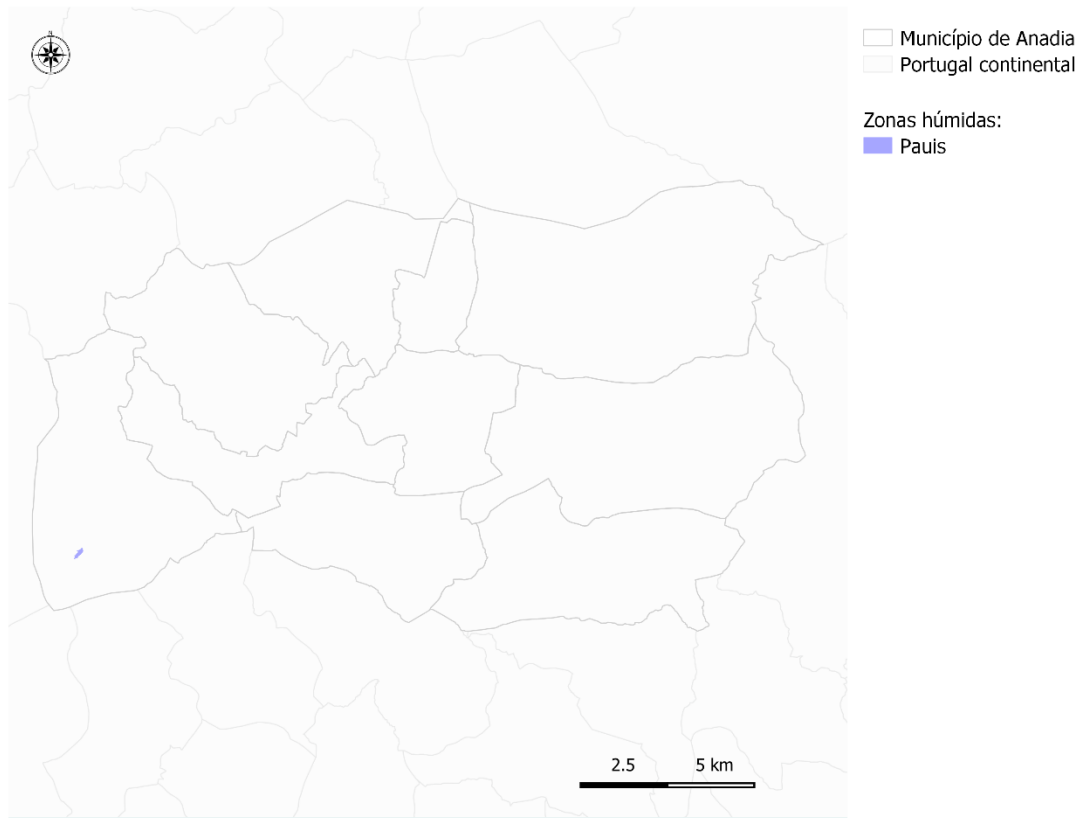 N
Município de Anadia
Portugal continental
Zonas húmidas:
Pauis
2.5 5 km